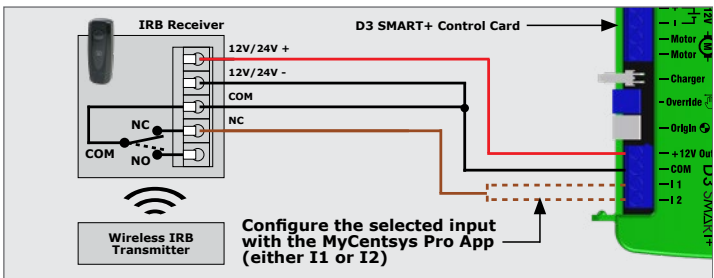 IRB Receiver
D3 SMART+ Control Card
12V/24V +
12V/24V -
COM
NC
NC
COM
NO
Wireless IRB
Transmitter
Configure the selected input
with the MyCentsys Pro App
(either I1 or I2)
12V
+
-
Motor
Motor
M
Charger
Override
Origin
+12V Out
COM
I 1
I 2
D3 SMART+